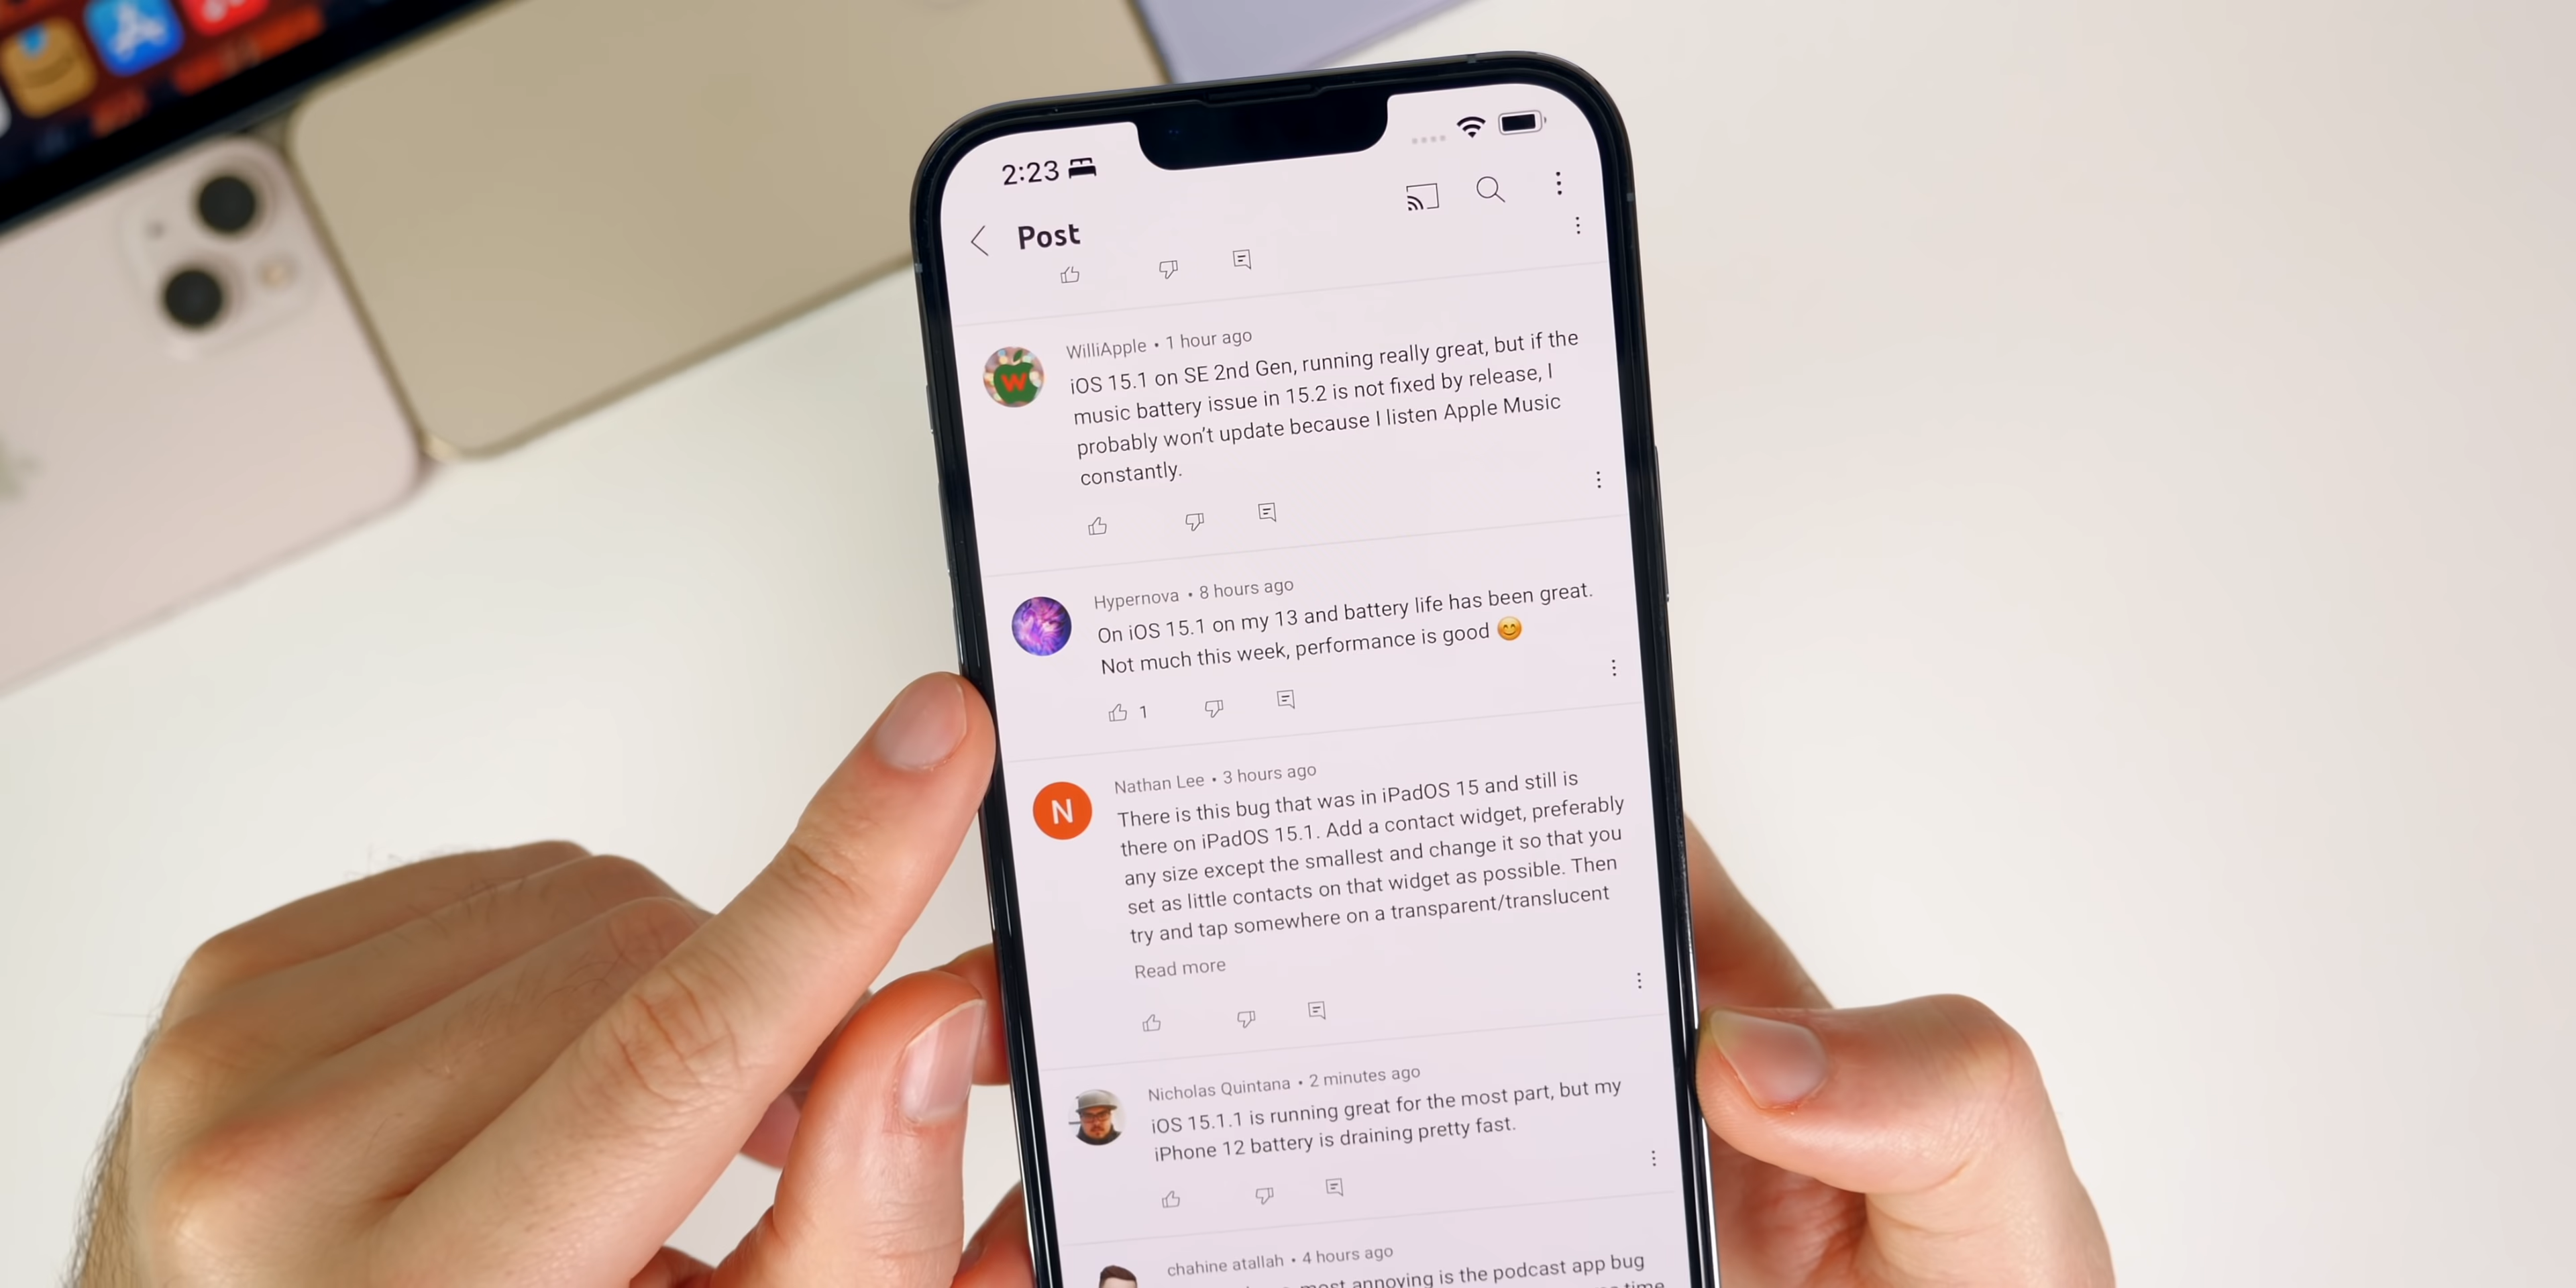 2:23
Post
WilliApple • 1 hour ago
iOS 15.1 on SE 2nd Gen, running really great, but if the
music battery issue in 15.2 is not fixed by release, I
probably won't update because I listen Apple Music
constantly.
Hypernova • 8 hours ago
On iOS 15.1 on my 13 and battery life has been great.
Not much this week, performance is good 😊
1
N
Nathan Lee • 3 hours ago
There is this bug that was in iPadOS 15 and still is
there on iPadOS 15.1. Add a contact widget, preferably
any size except the smallest and change it so that you
set as little contacts on that widget as possible. Then
try and tap somewhere on a transparent/translucent
Read more
Nicholas Quintana • 2 minutes ago
iOS 15.1.1 is running great for the most part, but my
iPhone 12 battery is draining pretty fast.
chahine atallah • 4 hours ago
most annoying is the podcast app bug
time
W